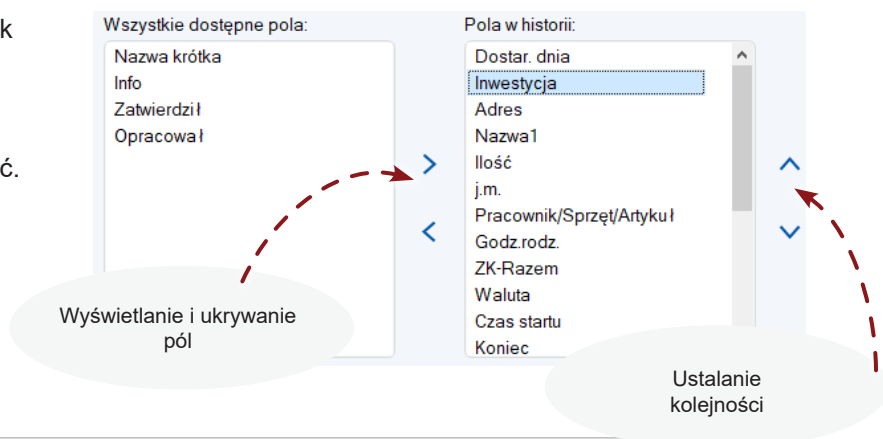 k
ć.
Wszystkie dostępne pola:
Nazwa krótka
Info
Zatwierdził
Opracował
Pola w historii:
Dostar. dnia
Inwestycja
Adres
Nazwa1
Ilość
j.m.
Pracownik/Sprzęt/Artykuł
Godz.rodz.
ZK-Razem
Waluta
Czas startu
Koniec
Wyświetlanie i ukrywanie
pól
Ustalanie
kolejności